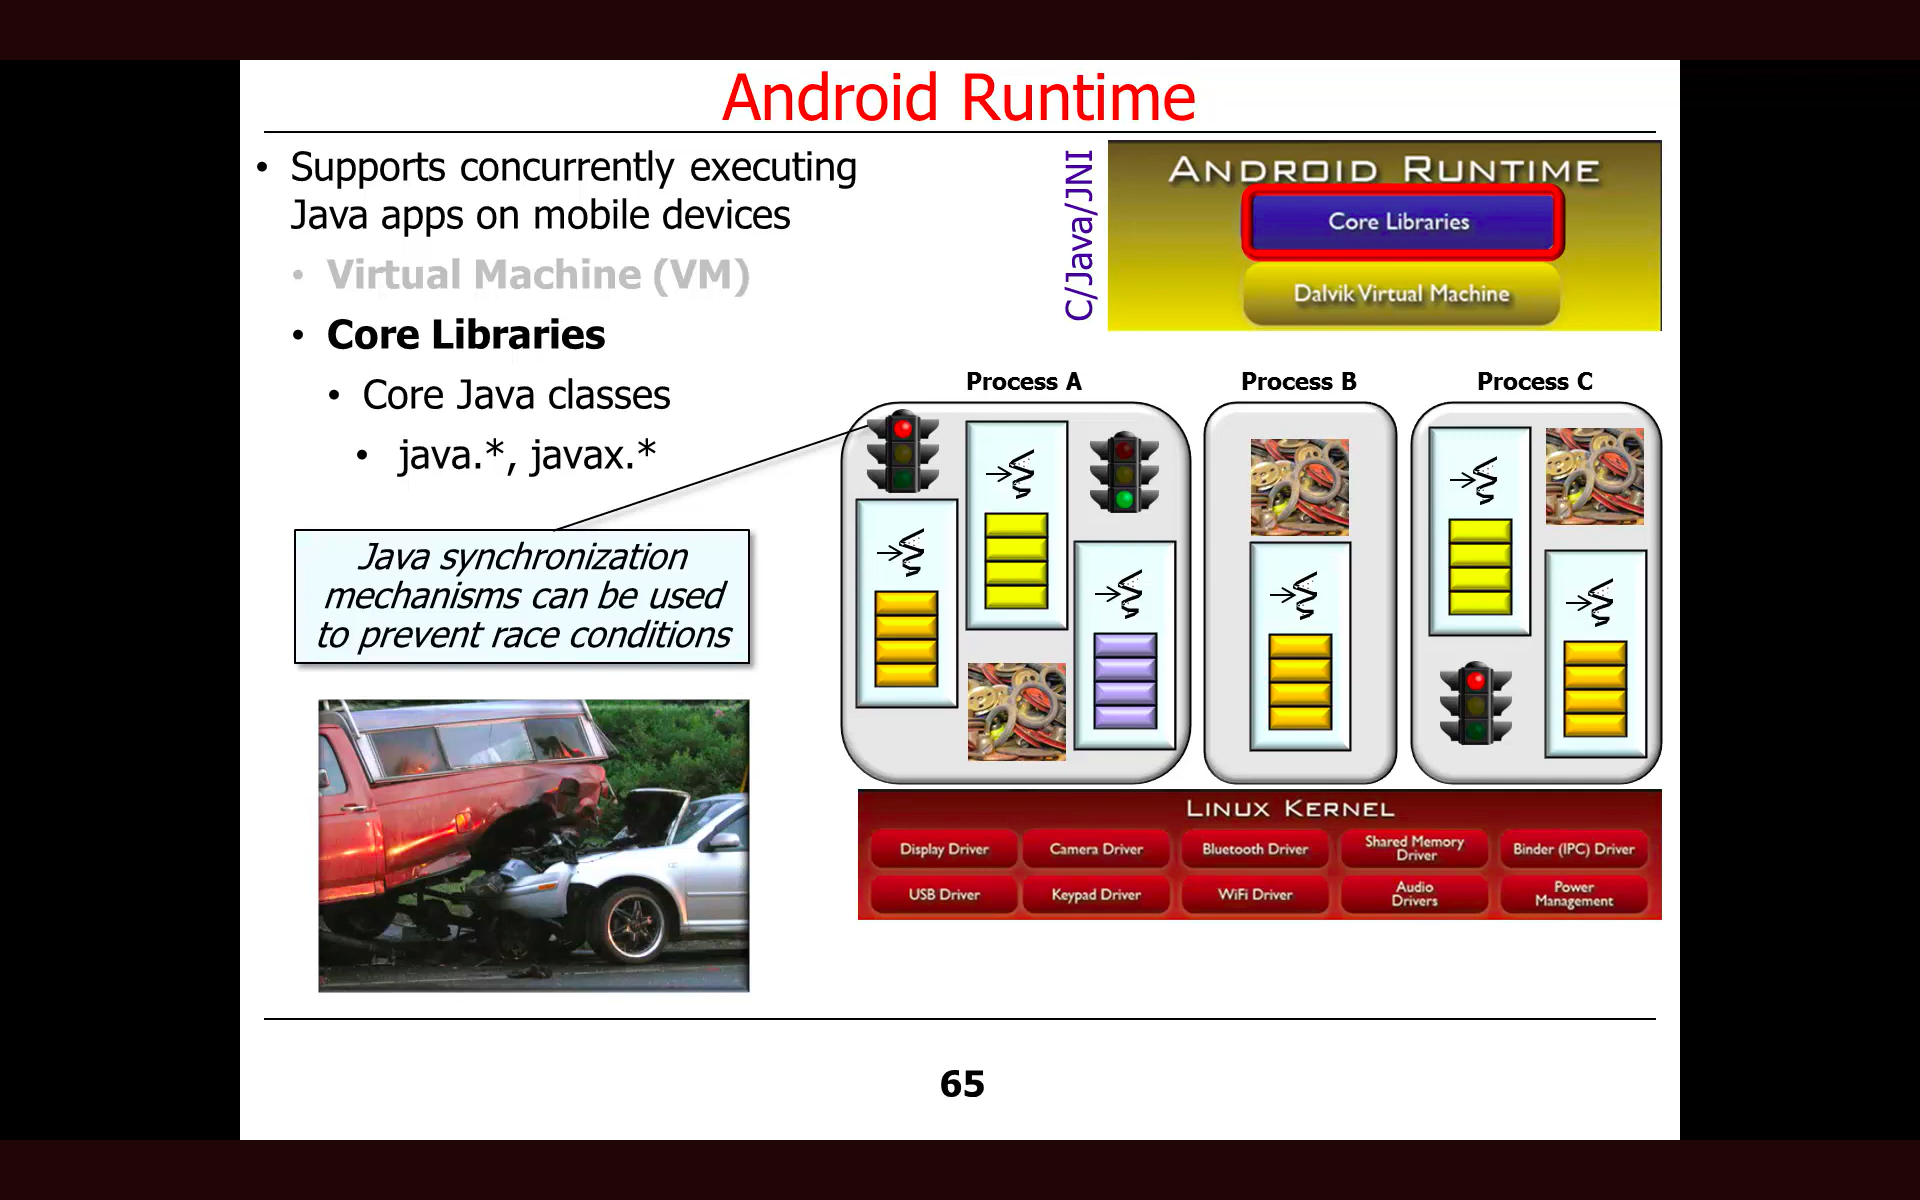 Android Runtime
• Supports concurrently executing
Java apps on mobile devices
• Virtual Machine (VM)
• Core Libraries
• Core Java classes
• java.*, javax.*
Java synchronization
mechanisms can be used
to prevent race conditions
C/Java/JNI
ANDROID RUNTIME
Core Libraries
Dalvik Virtual Machine
Process A
Process B
Process C
LINUX KERNEL
Display Driver
Camera Driver
Bluetooth Driver
Shared Memory
Driver
Binder (IPC) Driver
USB Driver
Keypad Driver
WiFi Driver
Audio
Drivers
Power
Management
65